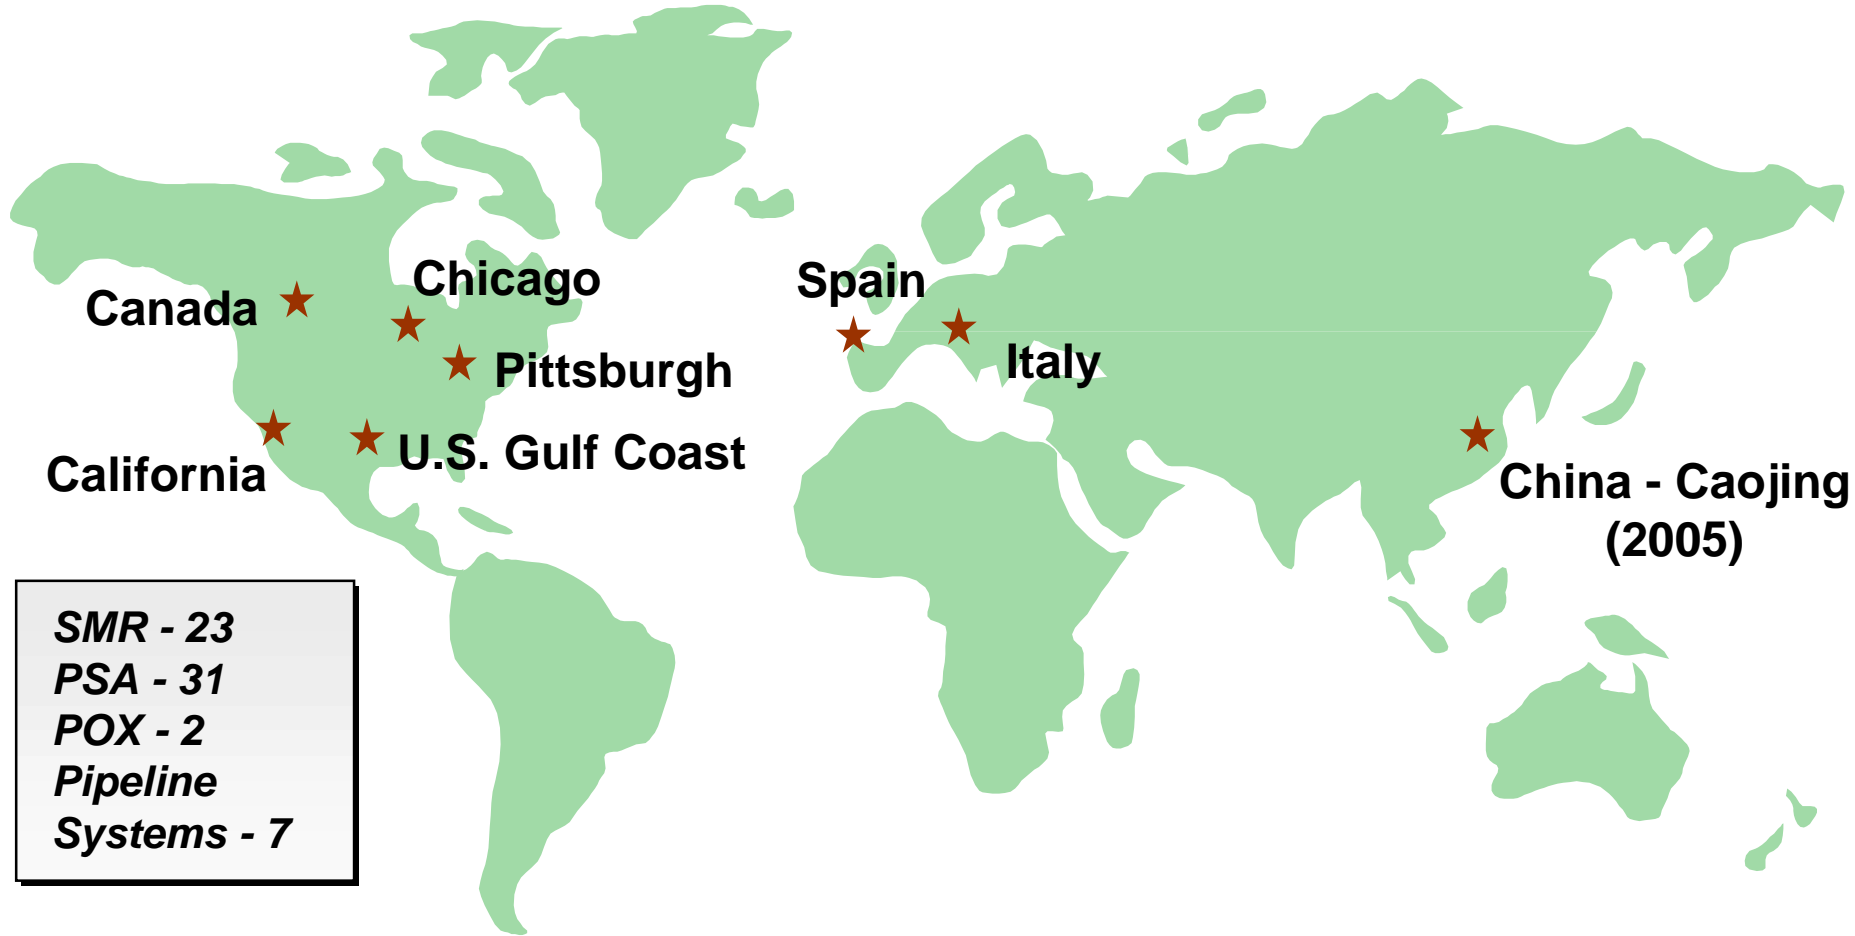 Chicago
Canada
Spain
Pittsburgh
Italy
California
U.S. Gulf Coast
China - Caojing
(2005)
SMR - 23
PSA - 31
POX - 2
Pipeline
Systems - 7